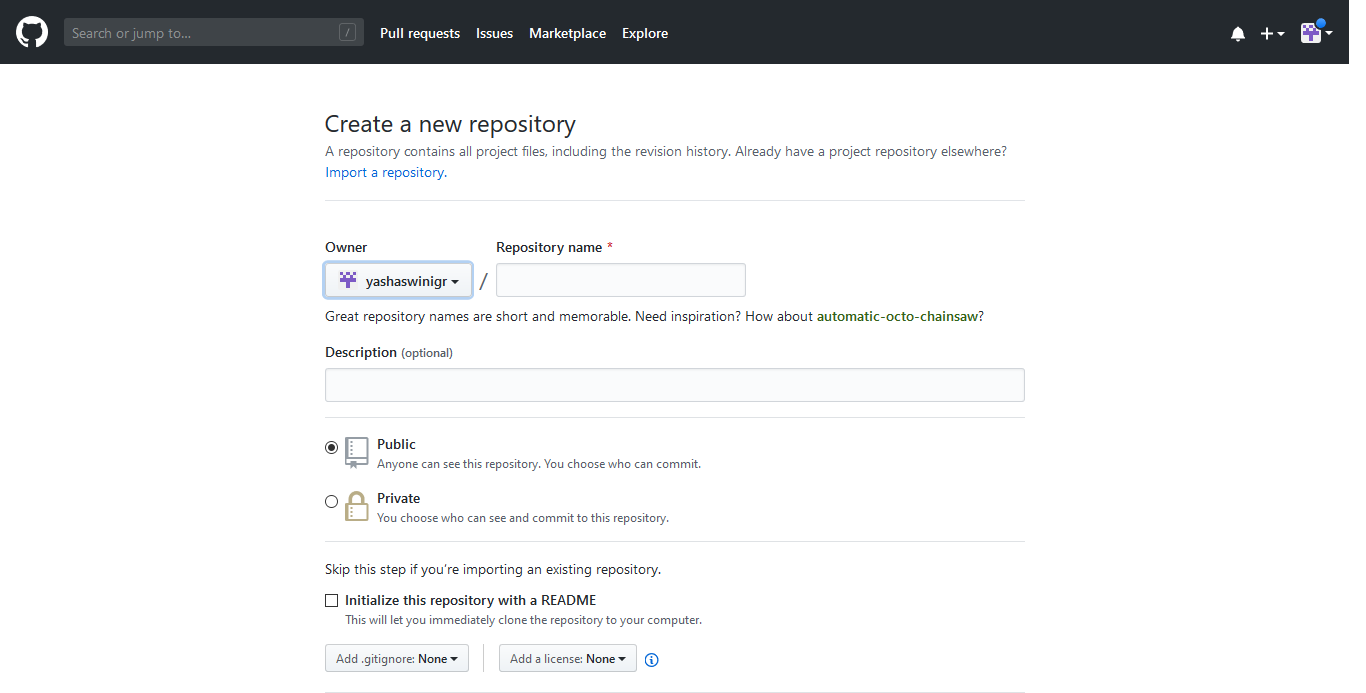 Search or jump to... / Pull requests Issues Marketplace Explore
Create a new repository
A repository contains all project files, including the revision history. Already have a project repository elsewhere?
Import a repository.
Owner Repository name *
yashaswinigr /
Great repository names are short and memorable. Need inspiration? How about automatic-octo-chainsaw?
Description (optional)
Public
Anyone can see this repository. You choose who can commit.
Private
You choose who can see and commit to this repository.
Skip this step if you're importing an existing repository.
Initialize this repository with a README
This will let you immediately clone the repository to your computer.
Add .gitignore: None Add a license: None